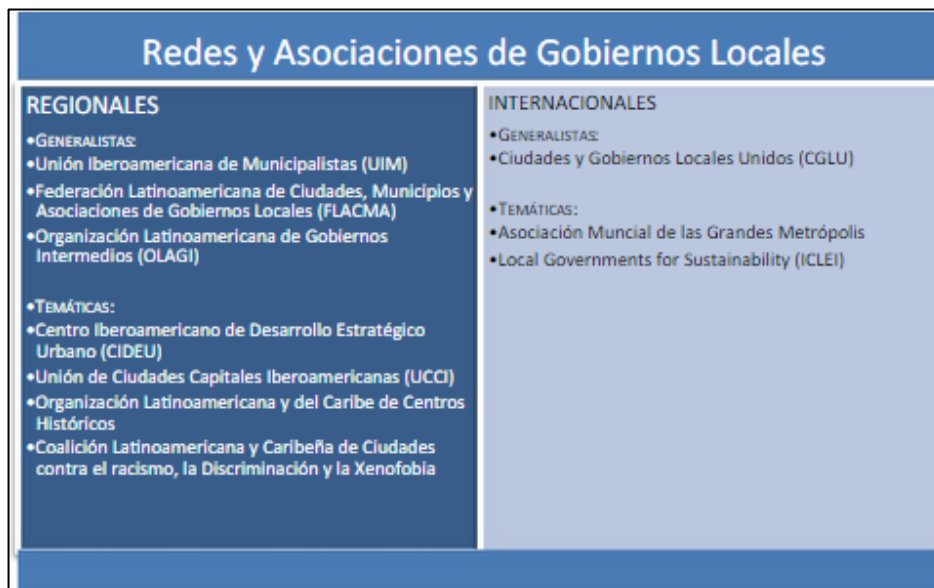 Redes y Asociaciones de Gobiernos Locales
REGIONALES
•GENERALISTAS:
•Unión Iberoamericana de Municipalistas (UIM)
•Federación Latinoamericana de Ciudades, Municipios y
Asociaciones de Gobiernos Locales (FLACMA)
•Organización Latinoamericana de Gobiernos
Intermedios (OLAGI)
•TEMÁTICAS:
•Centro Iberoamericano de Desarrollo Estratégico
Urbano (CIDEU)
•Unión de Ciudades Capitales Iberoamericanas (UCCI)
•Organización Latinoamericana y del Caribe de Centros
Históricos
•Coalición Latinoamericana y Caribeña de Ciudades
contra el racismo, la Discriminación y la Xenofobia
INTERNACIONALES
•GENERALISTAS:
•Ciudades y Gobiernos Locales Unidos (CGLU)
•TEMÁTICAS:
•Asociación Muncial de las Grandes Metrópolis
•Local Governments for Sustainability (ICLEI)